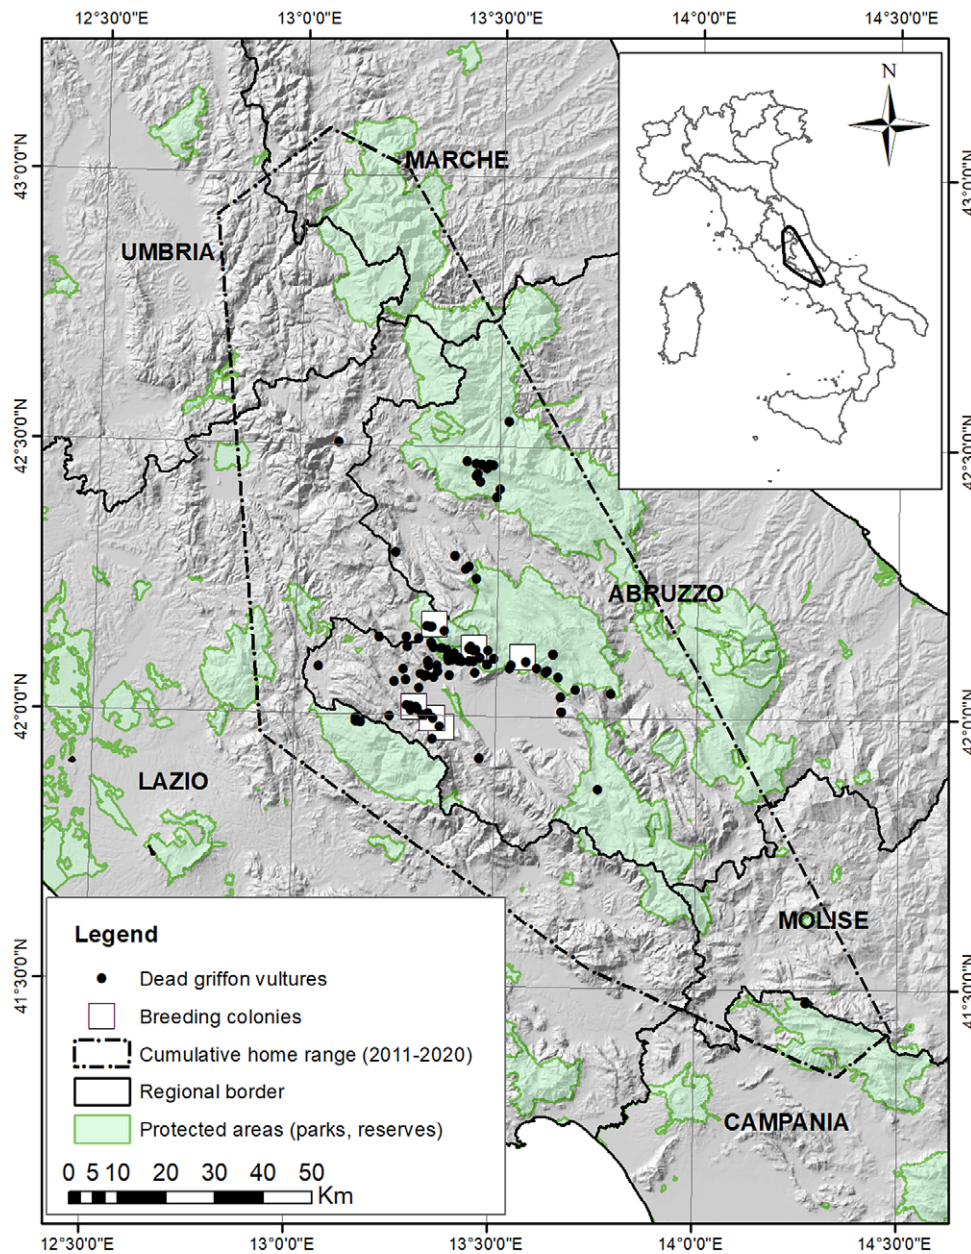 12°30'0"E 13°0'0"E 13°30'0"E 14°0'0"E 14°30'0"E
N
43°0'0"N
MARCHE
43°0'0"N
UMBRIA
42°30'0"N
42°30'0"N
ABRUZZO
42°0'0"N
42°0'0"N
LAZIO
MOLISE
41°30'0"N
41°30'0"N
CAMPANIA
Legend
Dead griffon vultures
Breeding colonies
Cumulative home range (2011-2020)
Regional border
Protected areas (parks, reserves)
0 5 10 20 30 40 50
Km
12°30'0"E 13°0'0"E 13°30'0"E 14°0'0"E 14°30'0"E